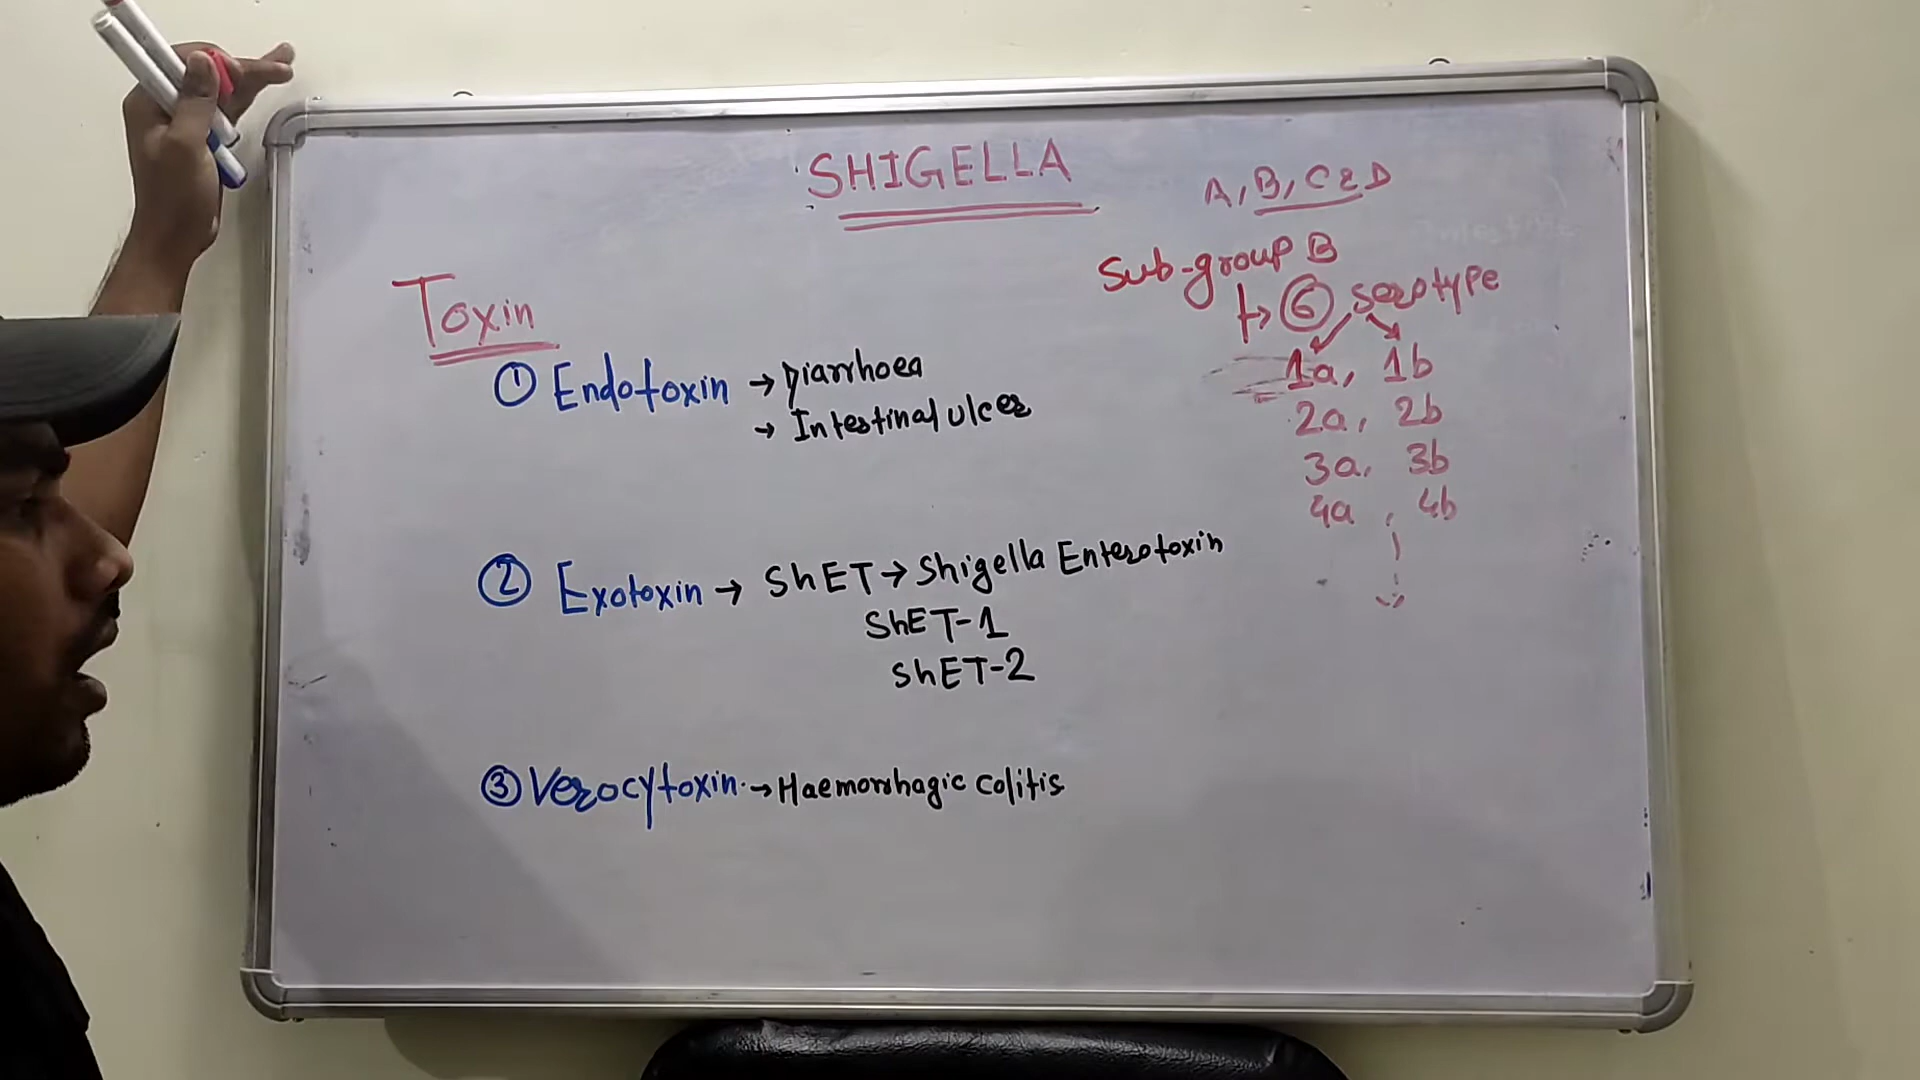 SHIGELLA
Toxin
① Endotoxin → Diarrhoea
→ Intestinal ulcer
② Exotoxin → ShET → Shigella Enterotoxin
ShET-1
ShET-2
③ Verocytoxin → Haemorrhagic colitis
A, B, C & D
Sub-group B
→ ⑥ serotype
1a, 1b
2a, 2b
3a, 3b
4a, 4b